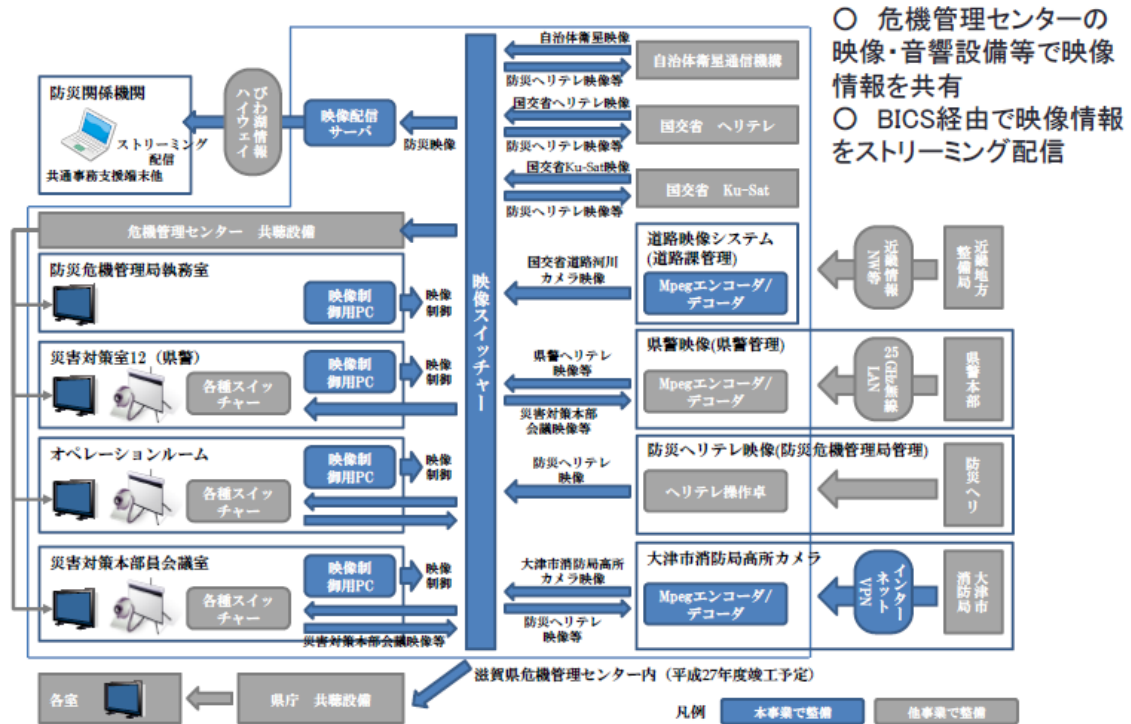 ○ 危機管理センターの
映像・音響設備等で映像
情報を共有
○ BICS経由で映像情報
をストリーミング配信
防災関係機関
ストリーミング
配信
共通事務支援端末他
びわ湖情報
ハイウェイ
映像配信
サーバ
防災映像
映像スイッチャー
自治体衛星映像
防災ヘリテレ映像等
自治体衛星通信機構
国交省ヘリテレ映像
防災ヘリテレ映像等
国交省 ヘリテレ
国交省Ku-Sat映像
防災ヘリテレ映像等
国交省 Ku-Sat
危機管理センター 共聴設備
防災危機管理局執務室
映像制
御用PC
映像
制御
災害対策室12（県警）
各種スイッ
チャー
映像制
御用PC
映像
制御
オペレーションルーム
各種スイッ
チャー
映像制
御用PC
映像
制御
災害対策本部員会議室
各種スイッ
チャー
映像制
御用PC
映像
制御
災害対策本部会議映像等
国交省道路河川
カメラ映像
道路映像システム
(道路課管理)
Mpegエンコーダ/
デコーダ
近畿情報
NW等
近畿地方
整備局
県警ヘリテレ
映像等
災害対策本部
会議映像等
県警映像(県警管理)
Mpegエンコーダ/
デコーダ
25GHz無線
LAN
県警本部
防災ヘリテレ
映像
防災ヘリテレ映像(防災危機管理局管理)
ヘリテレ操作卓
防災ヘリ
大津市消防局高所
カメラ映像
防災ヘリテレ
映像等
大津市消防局高所カメラ
Mpegエンコーダ/
デコーダ
インター
ネット
VPN
大津市
消防局
滋賀県危機管理センター内（平成27年度竣工予定）
各室
県庁 共聴設備
凡例
本事業で整備
他事業で整備